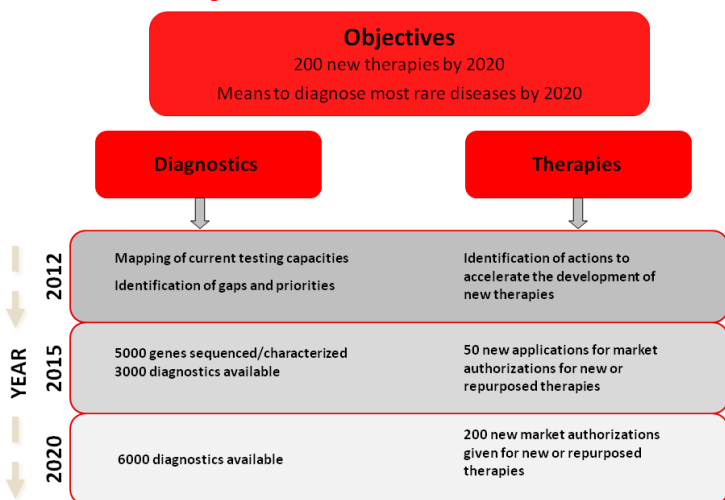 Objectives
200 new therapies by 2020
Means to diagnose most rare diseases by 2020
Diagnostics
Therapies
YEAR
2012
Mapping of current testing capacities
Identification of gaps and priorities
Identification of actions to
accelerate the development of
new therapies
2015
5000 genes sequenced/characterized
3000 diagnostics available
50 new applications for market
authorizations for new or
repurposed therapies
2020
6000 diagnostics available
200 new market authorizations
given for new or repurposed
therapies